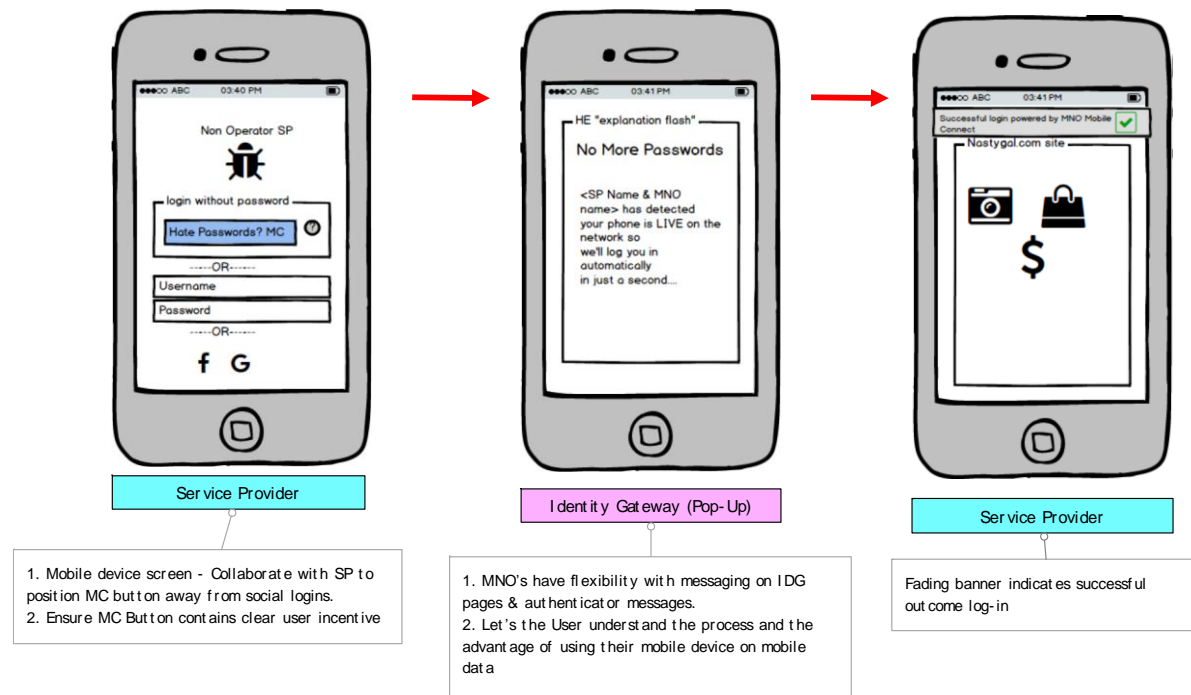 ●●●○○ ABC 03:40 PM
Non Operator SP
login without password
Hate Passwords? MC ?
-----OR------
Username
Password
-----OR------
f G
Service Provider
1. Mobile device screen - Collaborate with SP to
position MC button away from social logins.
2. Ensure MC Button contains clear user incentive
●●●○○ ABC 03:41 PM
HE "explanation flash"
No More Passwords
<SP Name & MNO
name> has detected
your phone is LIVE on the
network so
we'll log you in
automatically
in just a second....
Identity Gateway (Pop-Up)
1. MNO's have flexibility with messaging on IDG
pages & authenticator messages.
2. Let's the User understand the process and the
advantage of using their mobile device on mobile
data
●●●○○ ABC 03:41 PM
Successful login powered by MNO Mobile
Connect
Nastygal.com site
$
Service Provider
Fading banner indicates successful
outcome log-in